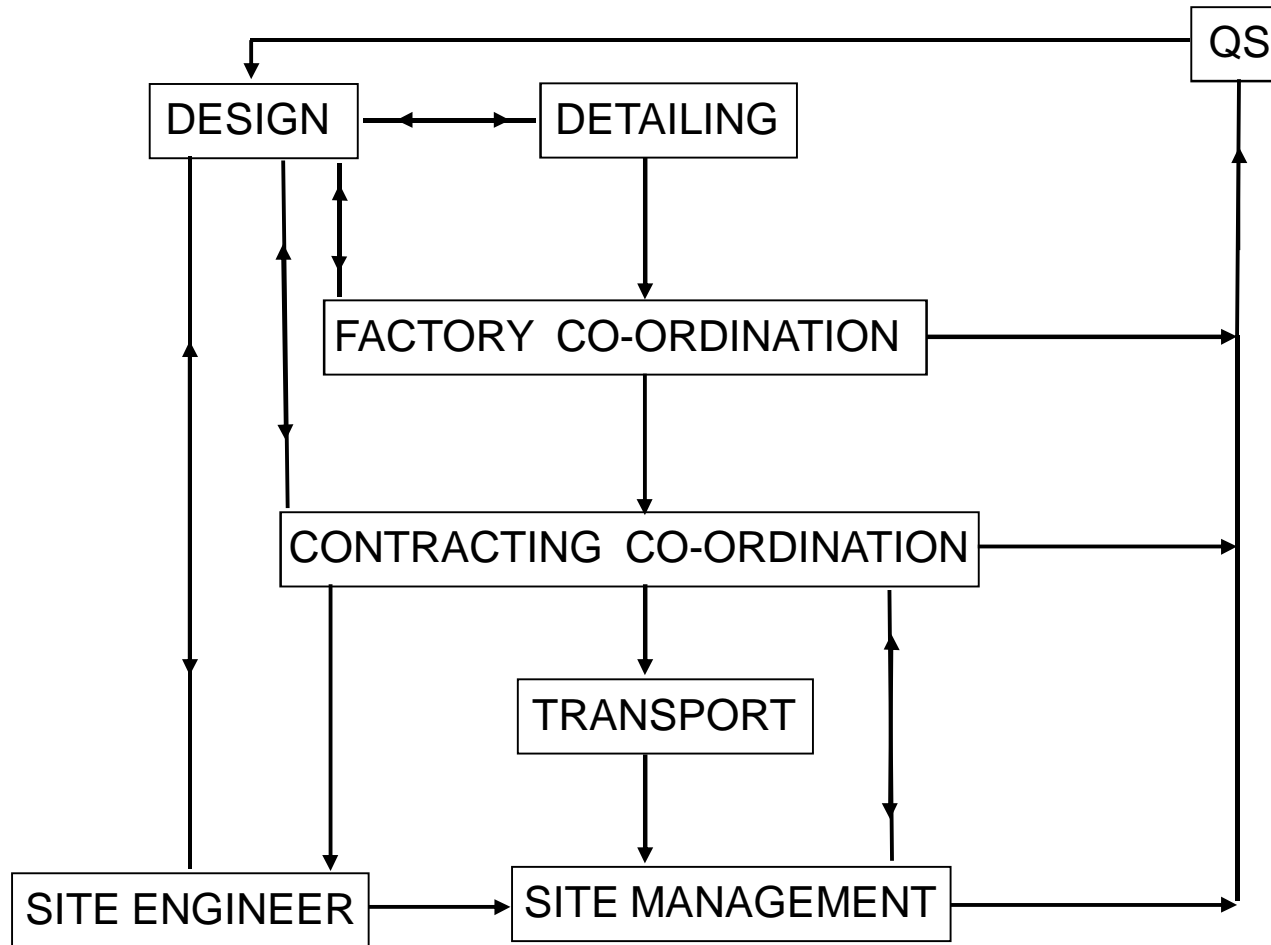 QS
DESIGN
DETAILING
FACTORY CO-ORDINATION
CONTRACTING CO-ORDINATION
TRANSPORT
SITE ENGINEER
SITE MANAGEMENT